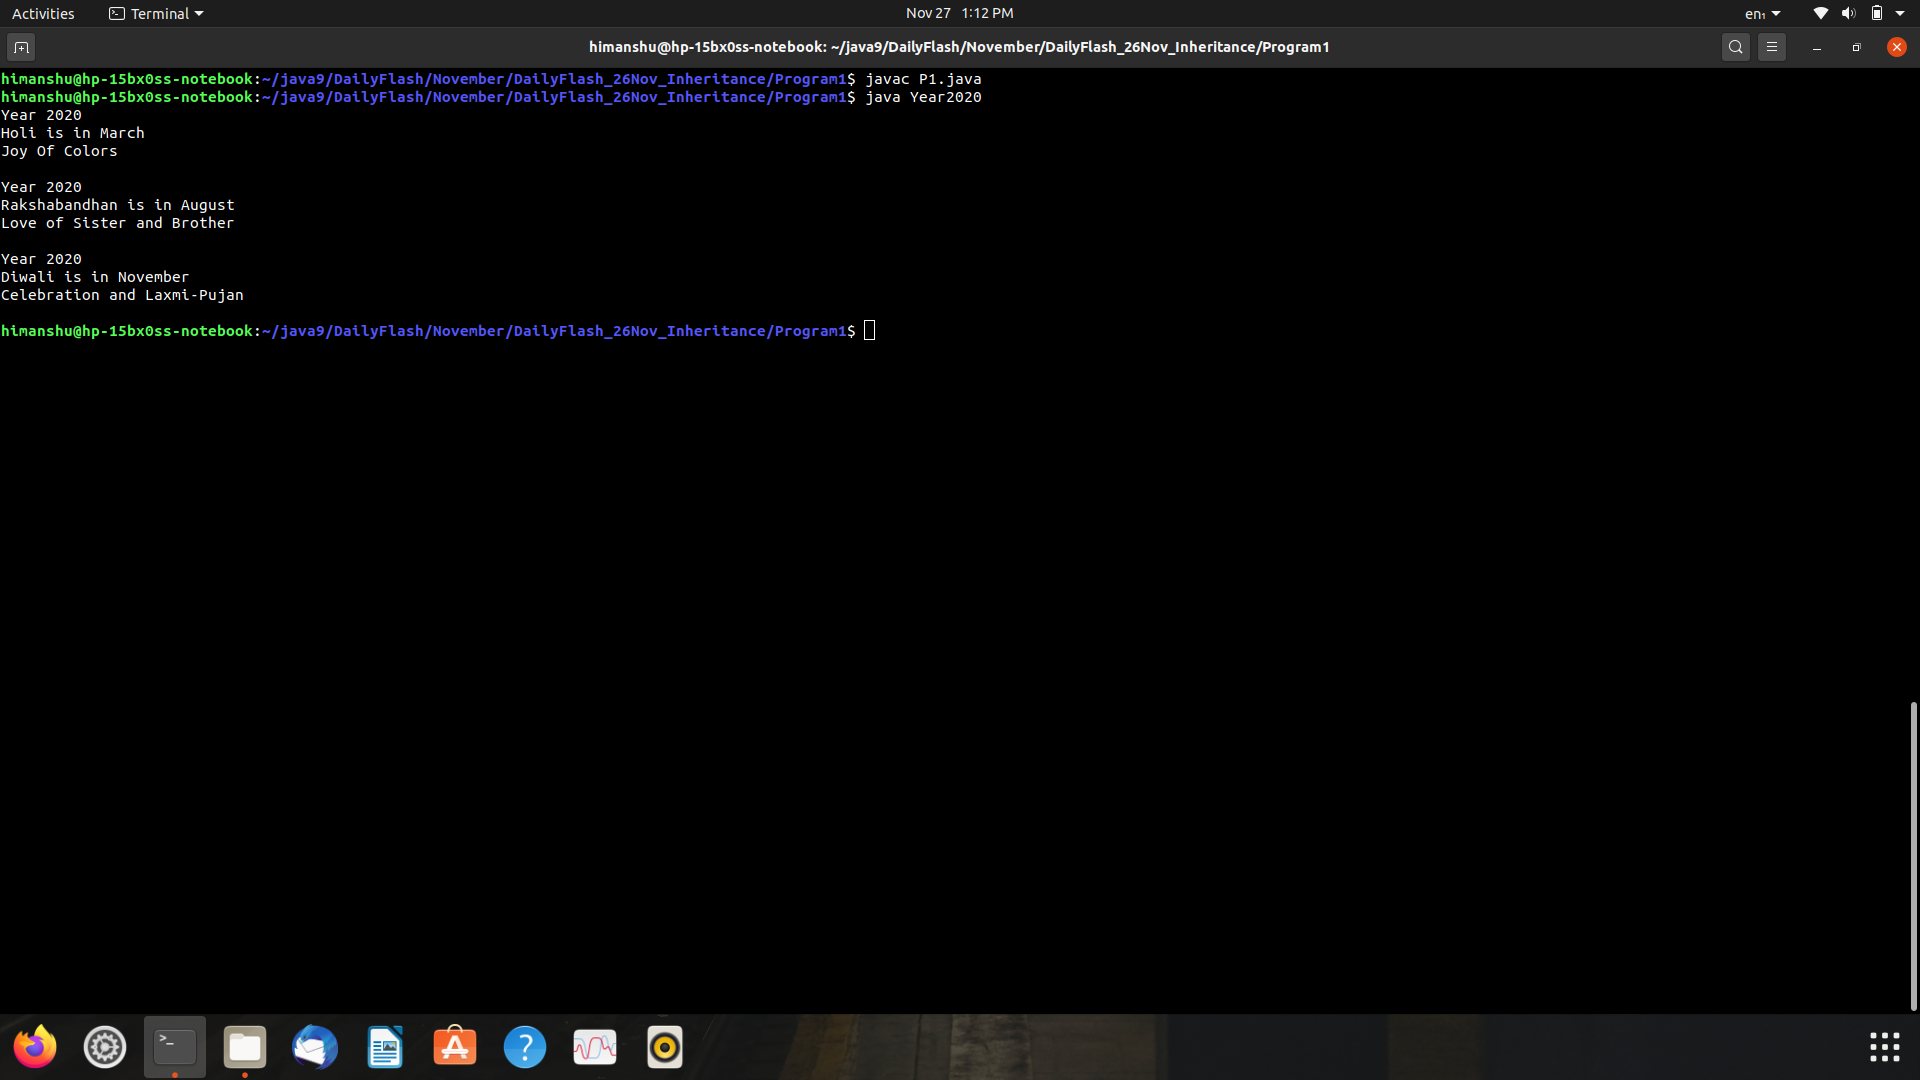 Activities
Terminal
Nov 27 1:12 PM
en₁
himanshu@hp-15bx0ss-notebook: ~/java9/DailyFlash/November/DailyFlash_26Nov_Inheritance/Program1
himanshu@hp-15bx0ss-notebook:~/java9/DailyFlash/November/DailyFlash_26Nov_Inheritance/Program1$ javac P1.java
himanshu@hp-15bx0ss-notebook:~/java9/DailyFlash/November/DailyFlash_26Nov_Inheritance/Program1$ java Year2020
Year 2020
Holi is in March
Joy Of Colors
Year 2020
Rakshabandhan is in August
Love of Sister and Brother
Year 2020
Diwali is in November
Celebration and Laxmi-Pujan
himanshu@hp-15bx0ss-notebook:~/java9/DailyFlash/November/DailyFlash_26Nov_Inheritance/Program1$